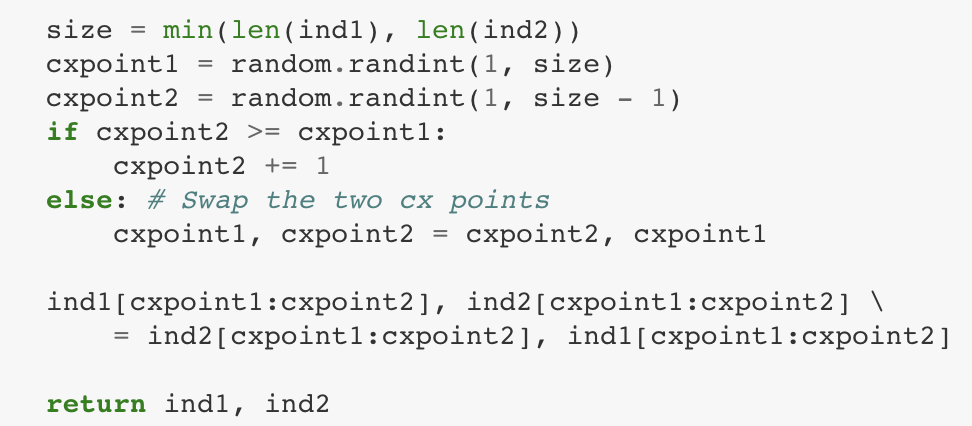 size = min(len(ind1), len(ind2))
cxpoint1 = random.randint(1, size)
cxpoint2 = random.randint(1, size - 1)
if cxpoint2 >= cxpoint1:
    cxpoint2 += 1
else: # Swap the two cx points
    cxpoint1, cxpoint2 = cxpoint2, cxpoint1

ind1[cxpoint1:cxpoint2], ind2[cxpoint1:cxpoint2] \
    = ind2[cxpoint1:cxpoint2], ind1[cxpoint1:cxpoint2]

return ind1, ind2